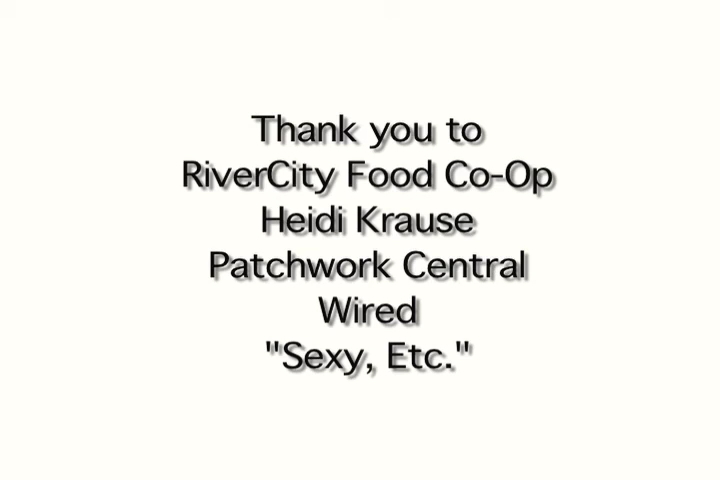 Thank you to
RiverCity Food Co-Op
Heidi Krause
Patchwork Central
Wired
"Sexy, Etc."